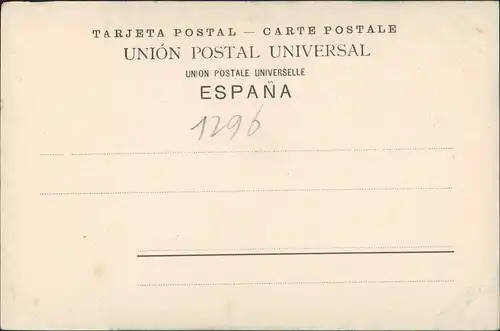 TARJETA POSTAL — CARTE POSTALE
UNIÓN POSTAL UNIVERSAL
UNION POSTALE UNIVERSELLE
ESPAÑA
1296